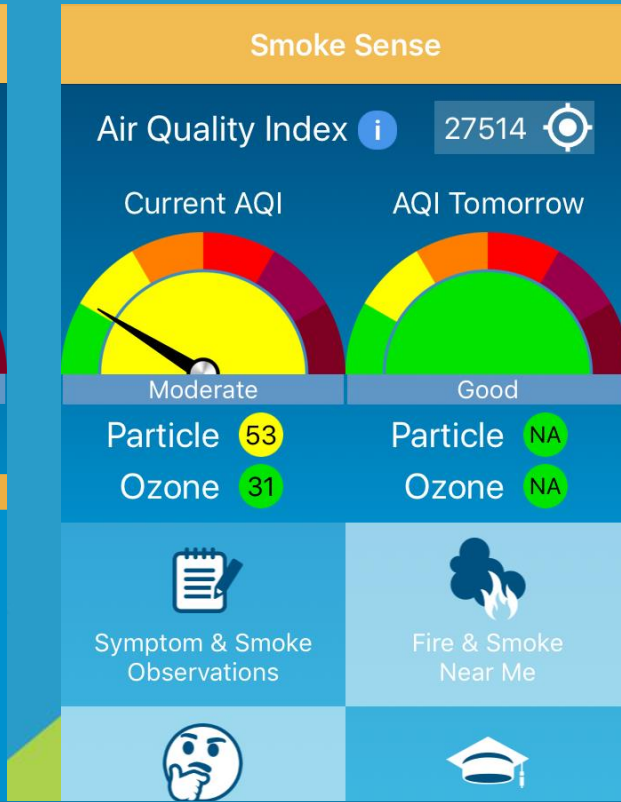 Smoke Sense
Air Quality Index i 27514
Current AQI AQI Tomorrow
Moderate Good
Particle 53 Particle NA
Ozone 31 Ozone NA
Symptom & Smoke
Observations
Fire & Smoke
Near Me